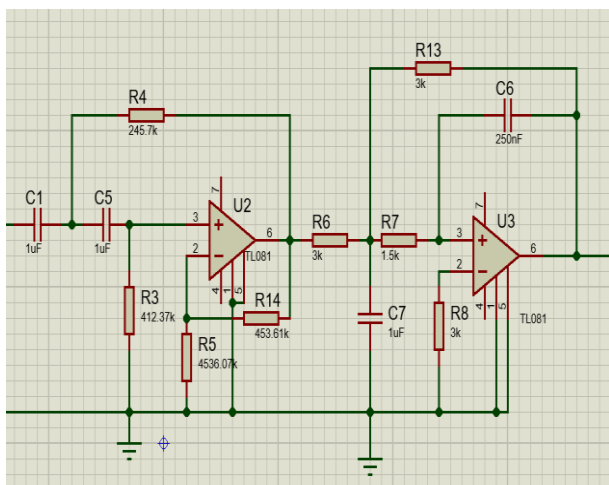 R13
3k
R4
245.7k
C6
250nF
C1
1uF
C5
1uF
7
3
2
6
4
1
5
U2
TL081
R6
3k
R7
1.5k
7
3
2
6
4
1
5
U3
TL081
R3
412.37k
R14
453.61k
R5
4536.07k
C7
1uF
R8
3k